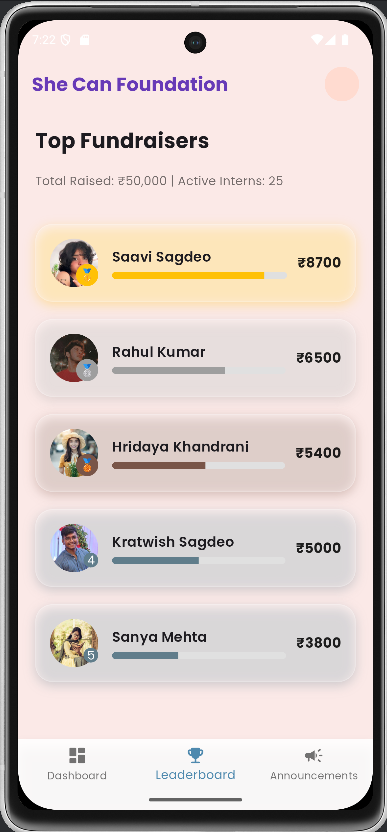 7:22
She Can Foundation
Top Fundraisers
Total Raised: ₹50,000 | Active Interns: 25
Saavi Sagdeo
₹8700
Rahul Kumar
₹6500
Hridaya Khandrani
₹5400
Kratwish Sagdeo
4
₹5000
Sanya Mehta
5
₹3800
Dashboard
Leaderboard
Announcements